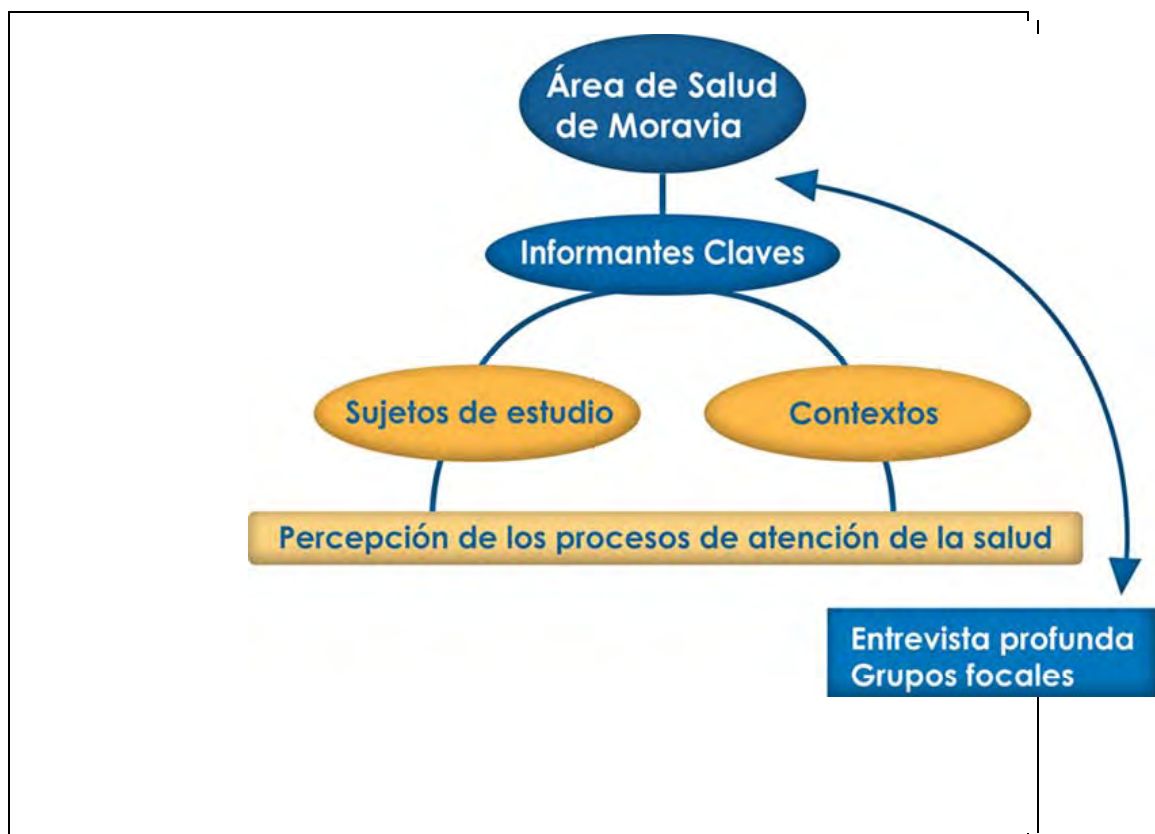 Área de Salud
de Moravia
Informantes Claves
Sujetos de estudio
Contextos
Percepción de los procesos de atención de la salud
Entrevista profunda
Grupos focales